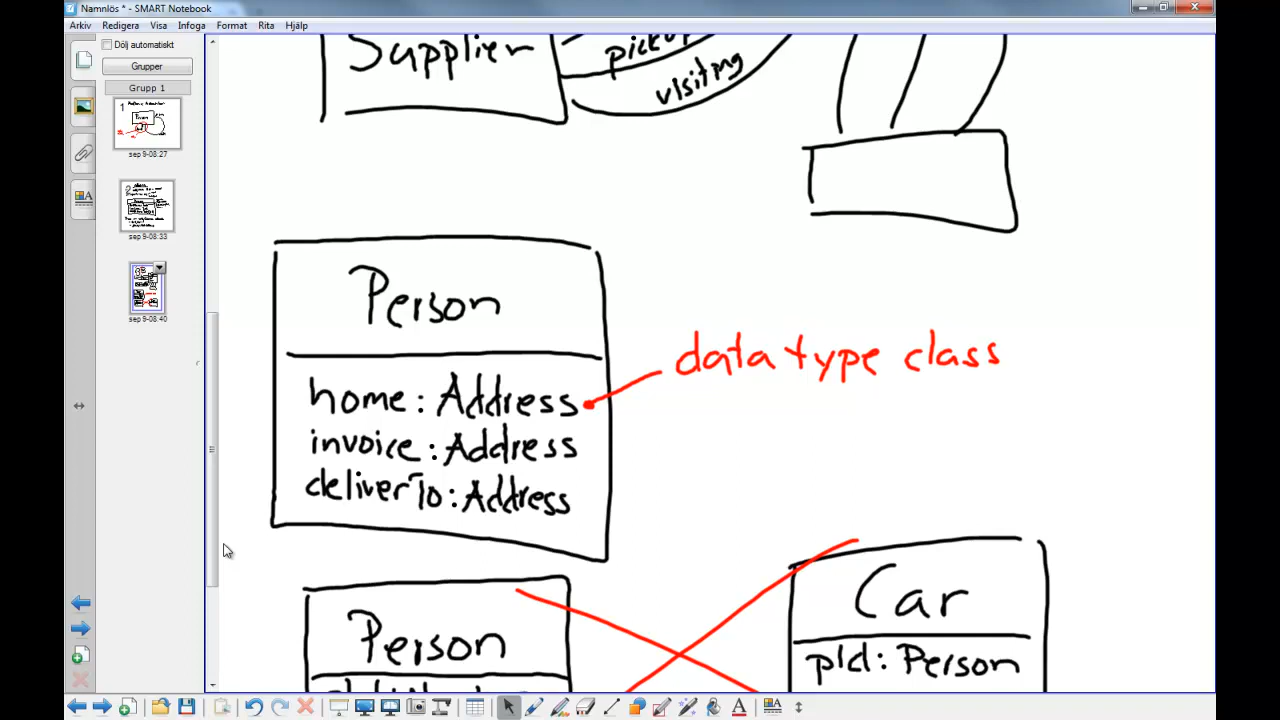 Namnlös * - SMART Notebook
Arkiv Redigera Visa Infoga Format Rita Hjälp
Dölj automatiskt
Grupper
Grupp 1
sep 9-08.27
sep 9-08:33
sep 9-08.40
Supplier
pickup
visiting
Person
home: Address
invoice: Address
deliverTo: Address
datatype class
Person
Car
pId: Person